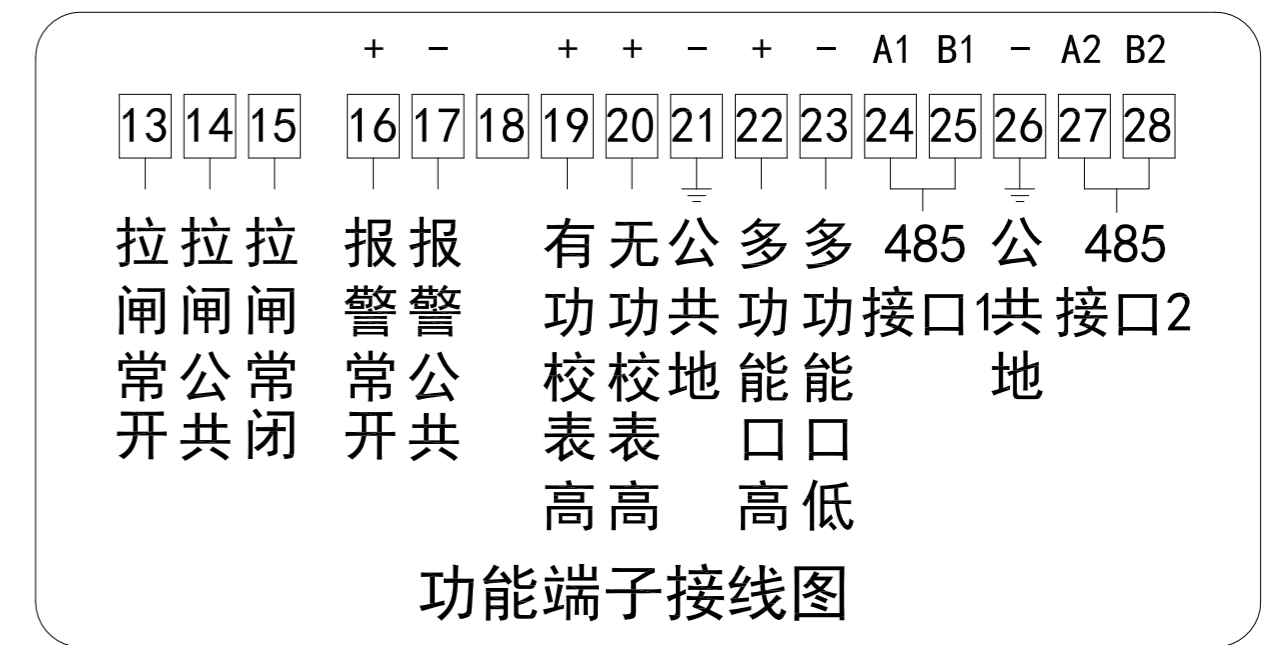 + − + + − + − A1 B1 − A2 B2
13 14 15 16 17 18 19 20 21 22 23 24 25 26 27 28
拉闸常开
拉闸公共
拉闸常闭
报警常开
报警公共
有功校表高
无功校表高
公共地
多功能口高
多功能口低
485
接口1
公共地
485
接口2
功能端子接线图